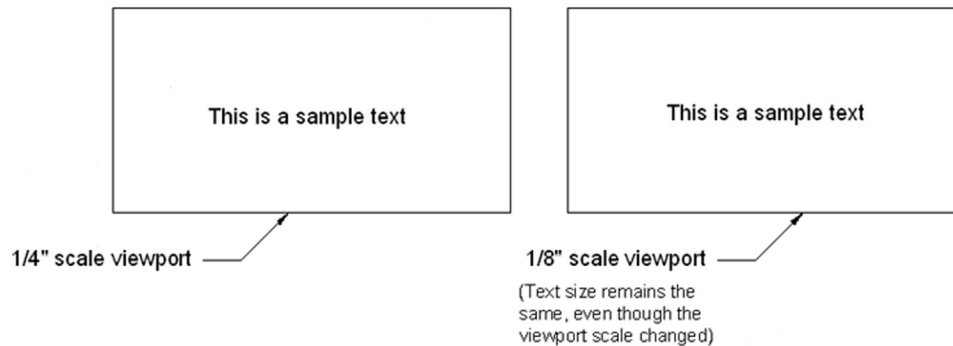 This is a sample text
This is a sample text
1/4" scale viewport
1/8" scale viewport
(Text size remains the
same, even though the
viewport scale changed)